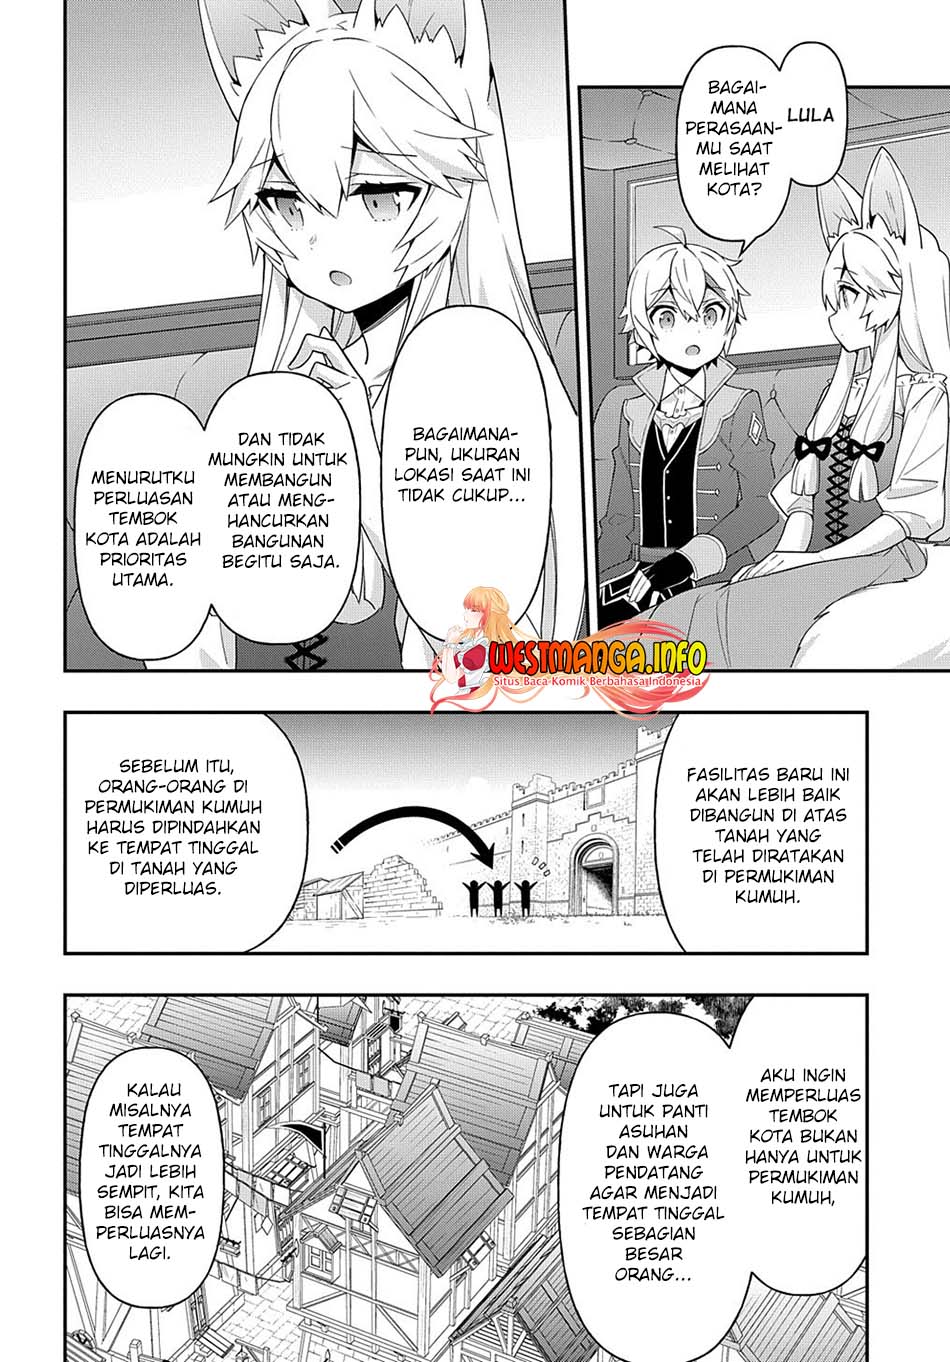 LULA
BAGAI-
MANA
PERASAAN-
MU SAAT
MELIHAT
KOTA?
BAGAIMANA-
PUN, UKURAN
LOKASI SAAT INI
TIDAK CUKUP...
DAN TIDAK
MUNGKIN UNTUK
MEMBANGUN
ATAU MENG-
HANCURKAN
BANGUNAN
BEGITU SAJA.
MENURUTKU
PERLUASAN
TEMBOK
KOTA ADALAH
PRIORITAS
UTAMA.
WESTMANGA.INFO
Situs Baca Komik Berbahasa Indonesia
FASILITAS BARU INI
AKAN LEBIH BAIK
DIBANGUN DI ATAS
TANAH YANG
TELAH DIRATAKAN
DI PERMUKIMAN
KUMUH.
SEBELUM ITU,
ORANG-ORANG DI
PERMUKIMAN KUMUH
HARUS DIPINDAHKAN
KE TEMPAT TINGGAL
DI TANAH YANG
DIPERLUAS.
AKU INGIN
MEMPERLUAS
TEMBOK
KOTA BUKAN
HANYA UNTUK
PERMUKIMAN
KUMUH,
TAPI JUGA
UNTUK PANTI
ASUHAN
DAN WARGA
PENDATANG
AGAR MENJADI
TEMPAT TINGGAL
SEBAGIAN
BESAR
ORANG...
KALAU
MISALNYA
TEMPAT
TINGGALNYA
JADI LEBIH
SEMPIT, KITA
BISA MEM-
PERLUASNYA
LAGI.